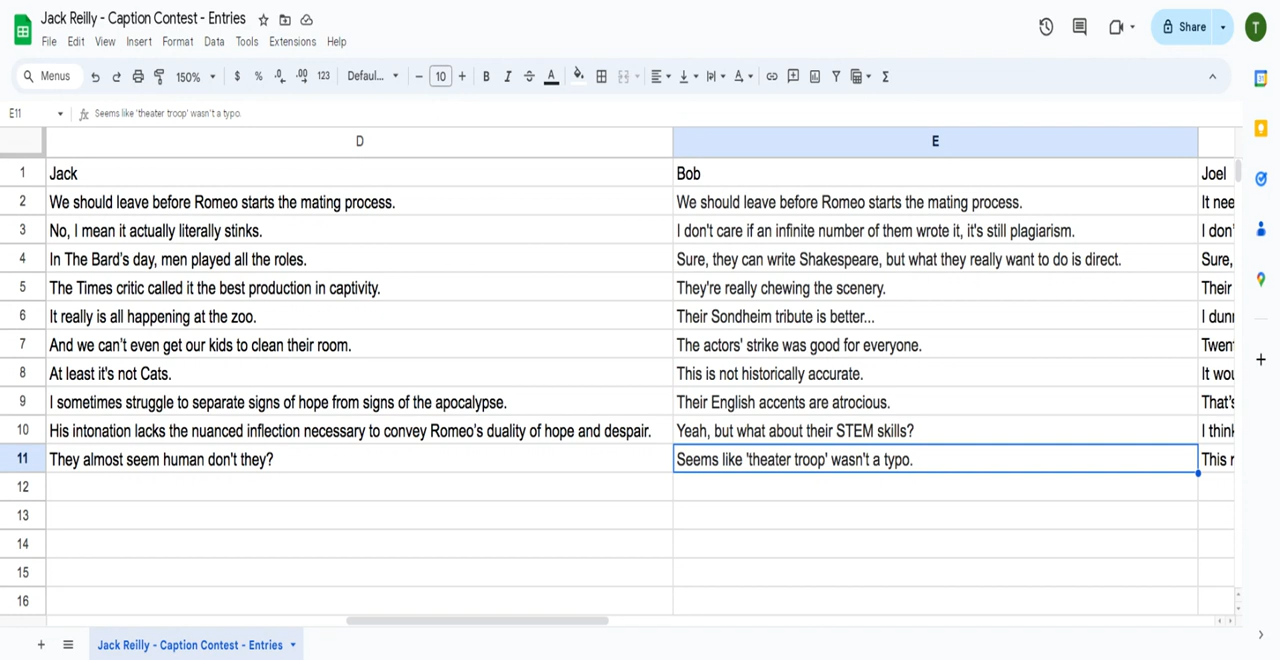 Jack Reilly - Caption Contest - Entries
File Edit View Insert Format Data Tools Extensions Help
Share
T
Menus 150% $ % .0 .00 123 Defaul... - 10 + B I A Σ
E11 fx Seems like 'theater troop' wasn't a typo.
D E
1 Jack Bob Joel
2 We should leave before Romeo starts the mating process. We should leave before Romeo starts the mating process. It nee
3 No, I mean it actually literally stinks. I don't care if an infinite number of them wrote it, it's still plagiarism. I don'
4 In The Bard's day, men played all the roles. Sure, they can write Shakespeare, but what they really want to do is direct. Sure,
5 The Times critic called it the best production in captivity. They're really chewing the scenery. Their
6 It really is all happening at the zoo. Their Sondheim tribute is better... I dunn
7 And we can't even get our kids to clean their room. The actors' strike was good for everyone. Twen
8 At least it's not Cats. This is not historically accurate. It wou
9 I sometimes struggle to separate signs of hope from signs of the apocalypse. Their English accents are atrocious. That's
10 His intonation lacks the nuanced inflection necessary to convey Romeo's duality of hope and despair. Yeah, but what about their STEM skills? I think
11 They almost seem human don't they? Seems like 'theater troop' wasn't a typo. This r
12
13
14
15
16
Jack Reilly - Caption Contest - Entries